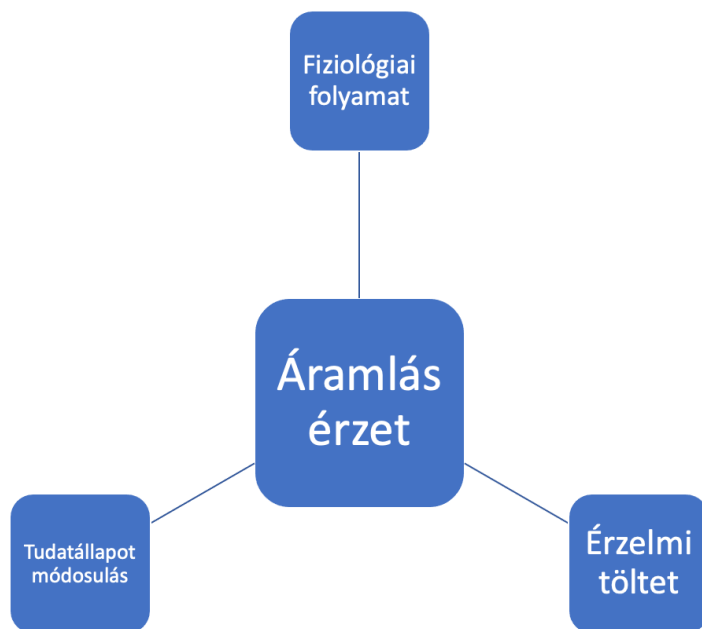 Fiziológiai
folyamat
Áramlás
érzet
Tudatállapot
módosulás
Érzelmi
töltet